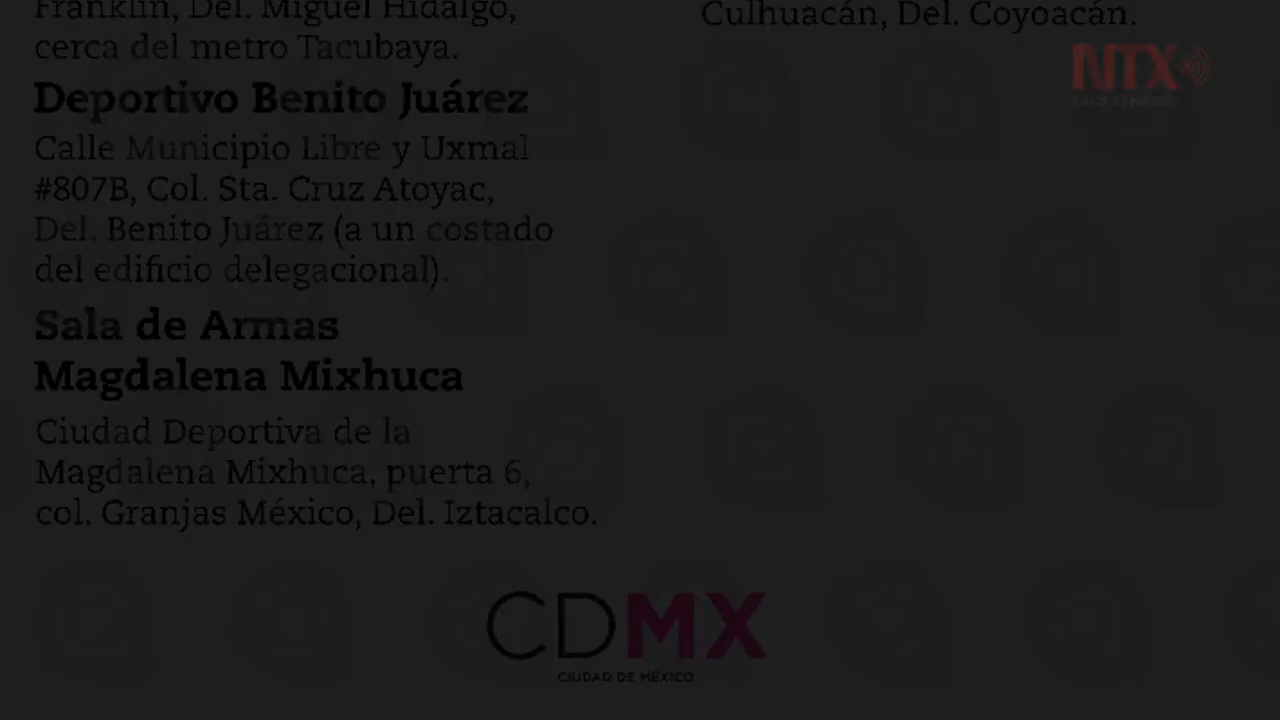 Franklin, Del. Miguel Hidalgo,
cerca del metro Tacubaya.
Deportivo Benito Juárez
Calle Municipio Libre y Uxmal
#807B, Col. Sta. Cruz Atoyac,
Del. Benito Juárez (a un costado
del edificio delegacional).
Sala de Armas
Magdalena Mixhuca
Ciudad Deportiva de la
Magdalena Mixhuca, puerta 6,
col. Granjas México, Del. Iztacalco.
Culhuacán, Del. Coyoacán.
NTX
CDMX
CIUDAD DE MÉXICO